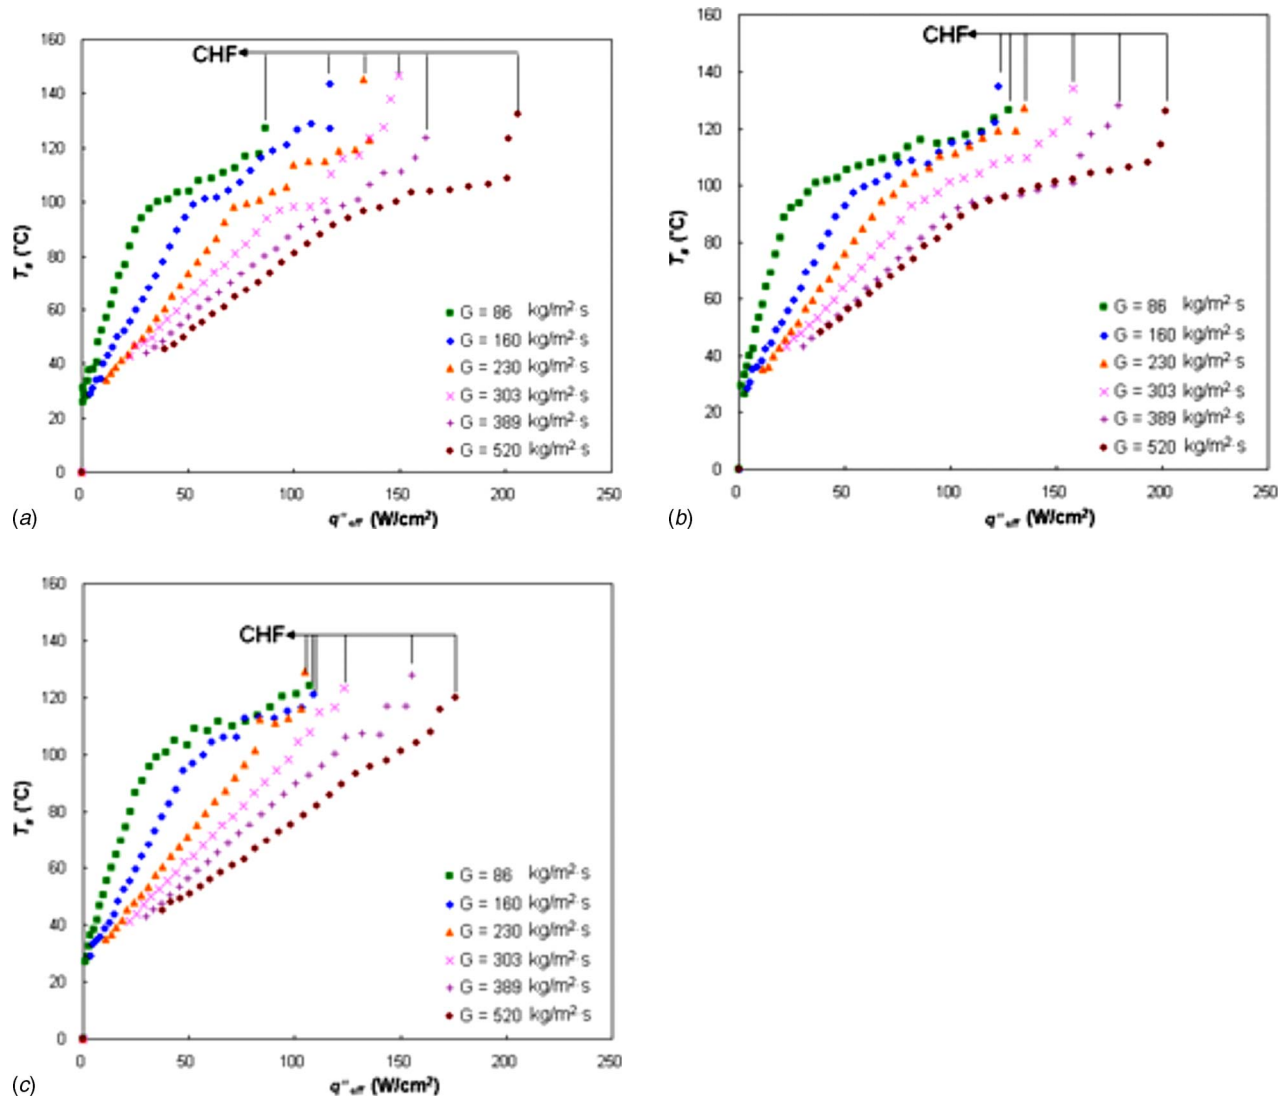 160
140
120
100
80
60
40
20
0
Tₛ (°C)
CHF
G = 86 kg/m²·s
G = 160 kg/m²·s
G = 230 kg/m²·s
G = 303 kg/m²·s
G = 389 kg/m²·s
G = 520 kg/m²·s
0 50 100 150 200 250
(a)
q"eff (W/cm²)
160
140
120
100
80
60
40
20
0
Tₛ (°C)
CHF
G = 86 kg/m²·s
G = 160 kg/m²·s
G = 230 kg/m²·s
G = 303 kg/m²·s
G = 389 kg/m²·s
G = 520 kg/m²·s
0 50 100 150 200 250
(b)
q"eff (W/cm²)
160
140
120
100
80
60
40
20
0
Tₛ (°C)
CHF
G = 86 kg/m²·s
G = 160 kg/m²·s
G = 230 kg/m²·s
G = 303 kg/m²·s
G = 389 kg/m²·s
G = 520 kg/m²·s
0 50 100 150 200 250
(c)
q"eff (W/cm²)